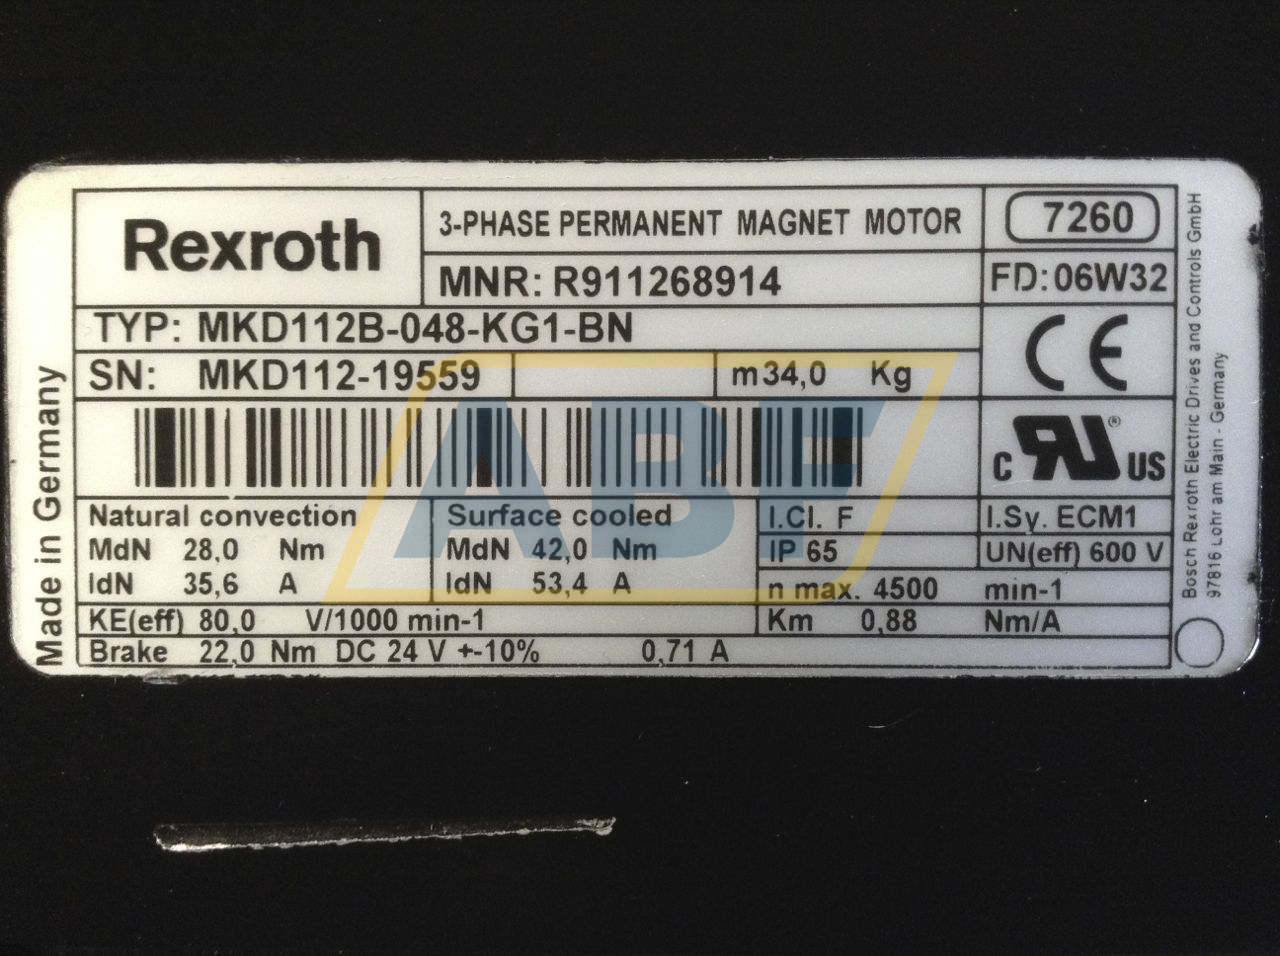 Rexroth
3-PHASE PERMANENT MAGNET MOTOR
7260
MNR: R911268914
FD: 06W32
TYP: MKD112B-048-KG1-BN
CE
SN: MKD112-19559
m 34,0 Kg
c RU ® US
Natural convection
Surface cooled
I.Cl. F
I.Sy. ECM1
MdN 28,0 Nm
MdN 42,0 Nm
IP 65
UN(eff) 600 V
IdN 35,6 A
IdN 53,4 A
n max. 4500 min-1
KE(eff) 80,0 V/1000 min-1
Km 0,88 Nm/A
Brake 22,0 Nm DC 24 V +-10% 0,71 A
Made in Germany
Bosch Rexroth Electric Drives and Controls GmbH
97816 Lohr am Main - Germany
ABF